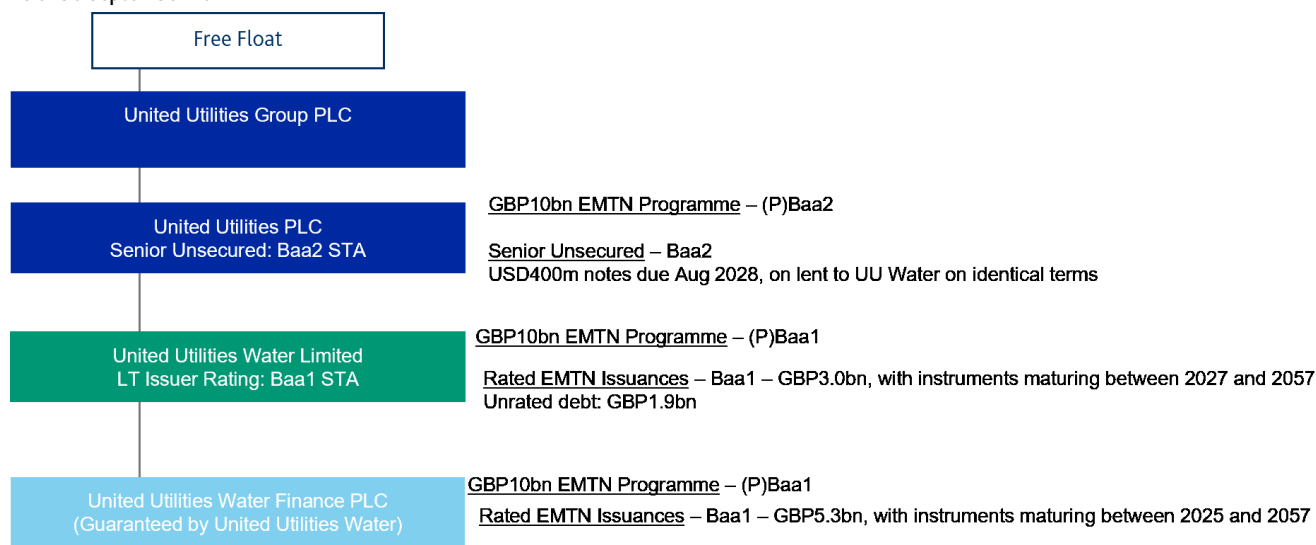 Free Float
United Utilities Group PLC
United Utilities PLC
Senior Unsecured: Baa2 STA
GBP10bn EMTN Programme – (P)Baa2
Senior Unsecured – Baa2
USD400m notes due Aug 2028, on lent to UU Water on identical terms
United Utilities Water Limited
LT Issuer Rating: Baa1 STA
GBP10bn EMTN Programme – (P)Baa1
Rated EMTN Issuances – Baa1 – GBP3.0bn, with instruments maturing between 2027 and 2057
Unrated debt: GBP1.9bn
United Utilities Water Finance PLC
(Guaranteed by United Utilities Water)
GBP10bn EMTN Programme – (P)Baa1
Rated EMTN Issuances – Baa1 – GBP5.3bn, with instruments maturing between 2025 and 2057